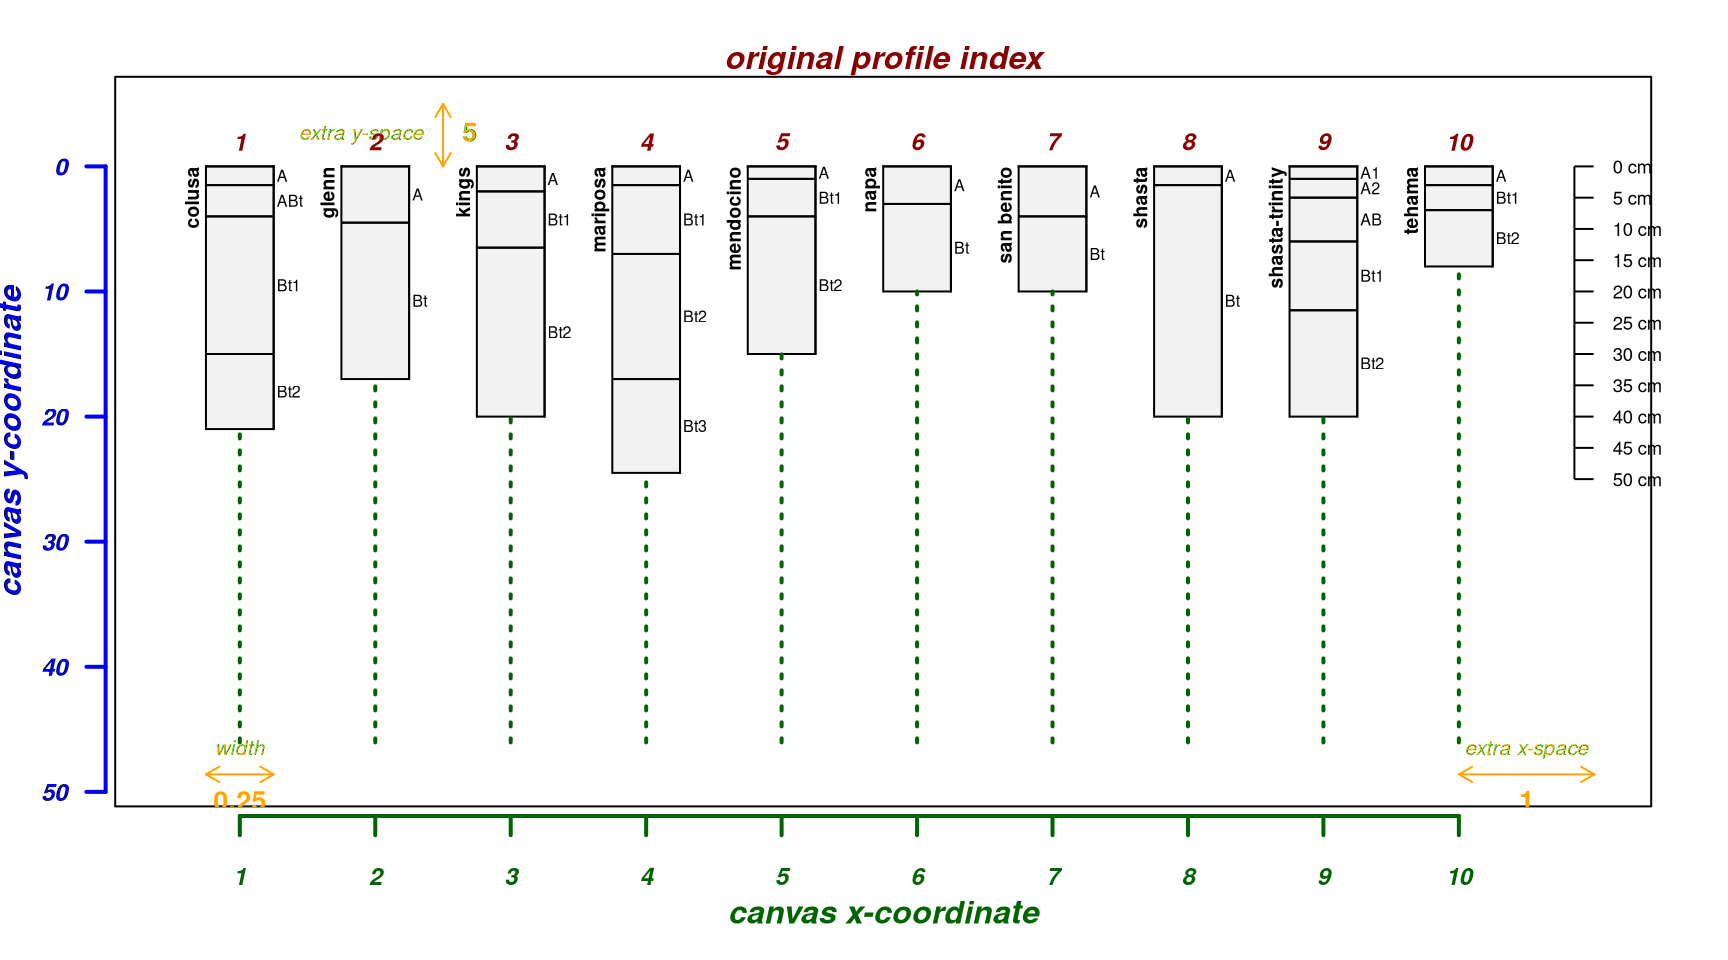 original profile index
extra y-space
5
1 2 3 4 5 6 7 8 9 10
canvas y-coordinate
0
10
20
30
40
50
colusa
A
ABt
Bt1
Bt2
glenn
A
Bt
kings
A
Bt1
Bt2
mariposa
A
Bt1
Bt2
Bt3
mendocino
A
Bt1
Bt2
napa
A
Bt
san benito
A
Bt
shasta
A
Bt
shasta-trinity
A1
A2
AB
Bt1
Bt2
tehama
A
Bt1
Bt2
0 cm
5 cm
10 cm
15 cm
20 cm
25 cm
30 cm
35 cm
40 cm
45 cm
50 cm
width
0.25
extra x-space
1
1 2 3 4 5 6 7 8 9 10
canvas x-coordinate